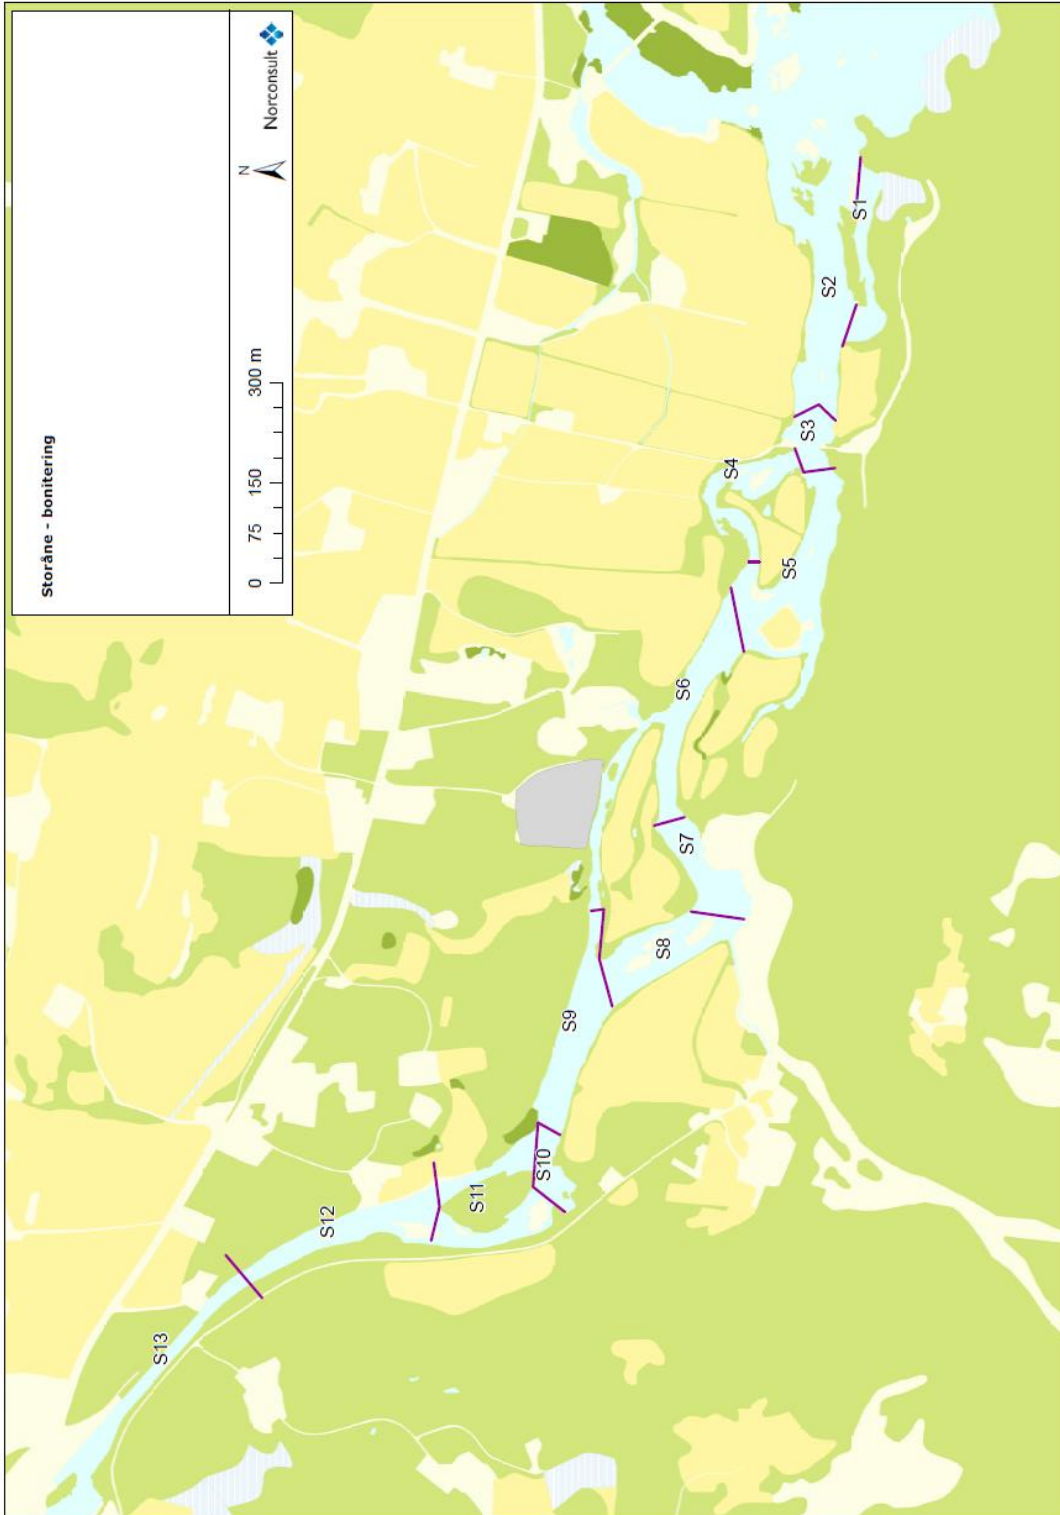 Storåne - bonitering
0 75 150 300 m
N
Norconsult
S1
S2
S3
S4
S5
S6
S7
S8
S9
S10
S11
S12
S13